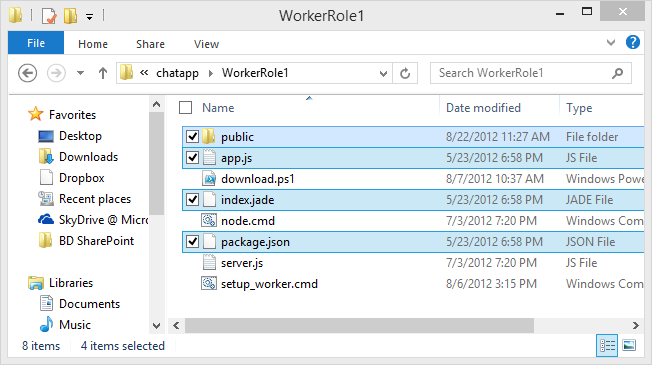 WorkerRole1
File Home Share View
« chatapp WorkerRole1 Search WorkerRole1
Favorites
Desktop
Downloads
Dropbox
Recent places
SkyDrive @ Micro
BD SharePoint
Libraries
Documents
Music
Name Date modified Type
public 8/22/2012 11:27 AM File folder
app.js 5/23/2012 6:58 PM JS File
download.ps1 8/7/2012 10:37 AM Windows Powe
index.jade 5/23/2012 6:58 PM JADE File
node.cmd 7/3/2012 7:20 PM Windows Com
package.json 5/23/2012 6:58 PM JSON File
server.js 7/3/2012 7:20 PM JS File
setup_worker.cmd 8/6/2012 3:15 PM Windows Com
8 items 4 items selected